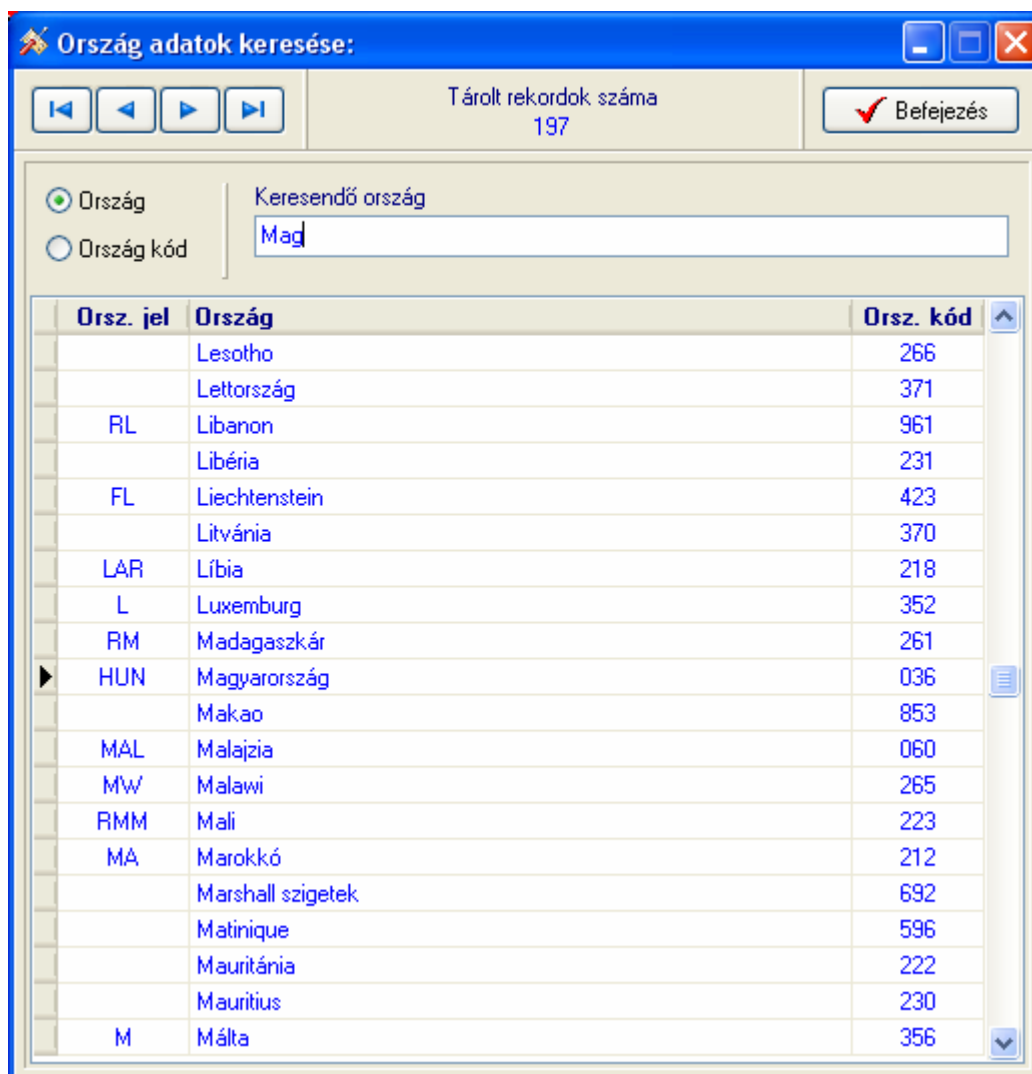 Ország adatok keresése:
Tárolt rekordok száma
197
Befejezés
Ország
Ország kód
Keresendő ország
Mag
Orsz. jel Ország Orsz. kód
Lesotho 266
Lettország 371
RL Libanon 961
Libéria 231
FL Liechtenstein 423
Litvánia 370
LAR Líbia 218
L Luxemburg 352
RM Madagaszkár 261
HUN Magyarország 036
Makao 853
MAL Malajzia 060
MW Malawi 265
RMM Mali 223
MA Marokkó 212
Marshall szigetek 692
Matinique 596
Mauritánia 222
Mauritius 230
M Málta 356